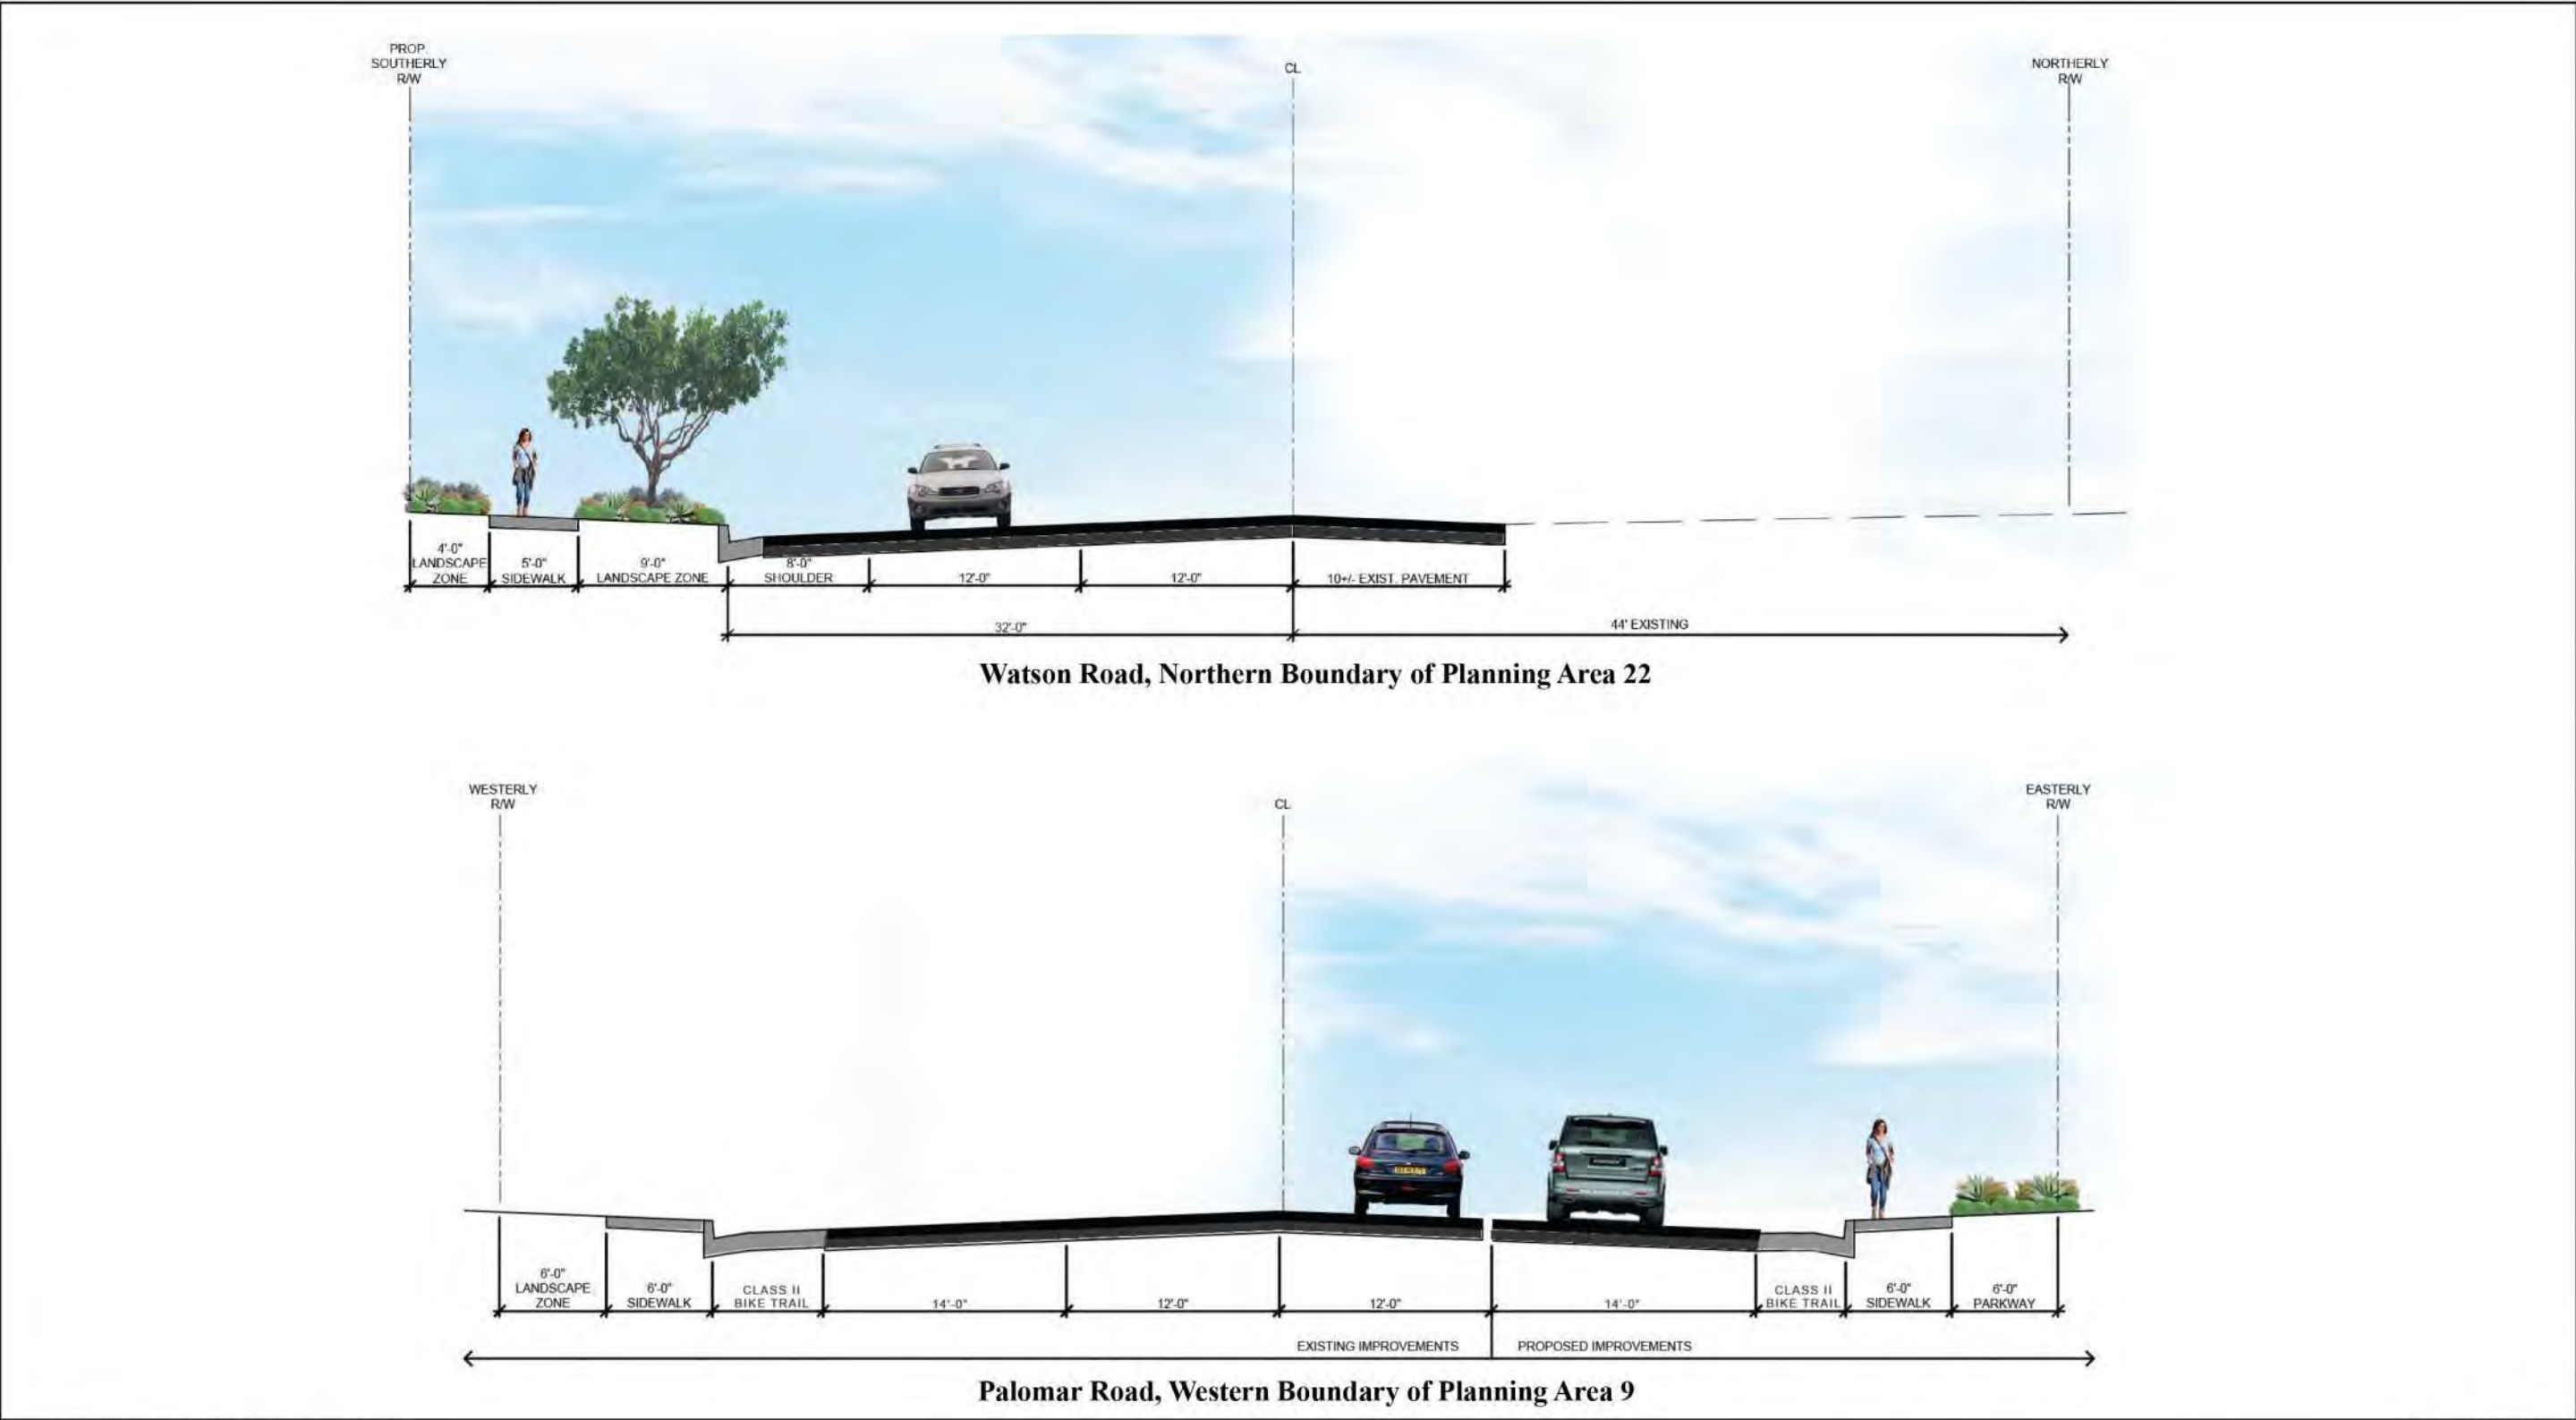 PROP
SOUTHERLY
R/W
CL
NORTHERLY
R/W
4'-0"
LANDSCAPE
ZONE
5'-0"
SIDEWALK
9'-0"
LANDSCAPE ZONE
8'-0"
SHOULDER
12'-0"
12'-0"
10+/- EXIST. PAVEMENT
32'-0"
44' EXISTING
Watson Road, Northern Boundary of Planning Area 22
WESTERLY
R/W
CL
EASTERLY
R/W
6'-0"
LANDSCAPE
ZONE
6'-0"
SIDEWALK
CLASS II
BIKE TRAIL
14'-0"
12'-0"
12'-0"
14'-0"
CLASS II
BIKE TRAIL
6'-0"
SIDEWALK
6'-0"
PARKWAY
EXISTING IMPROVEMENTS
PROPOSED IMPROVEMENTS
Palomar Road, Western Boundary of Planning Area 9